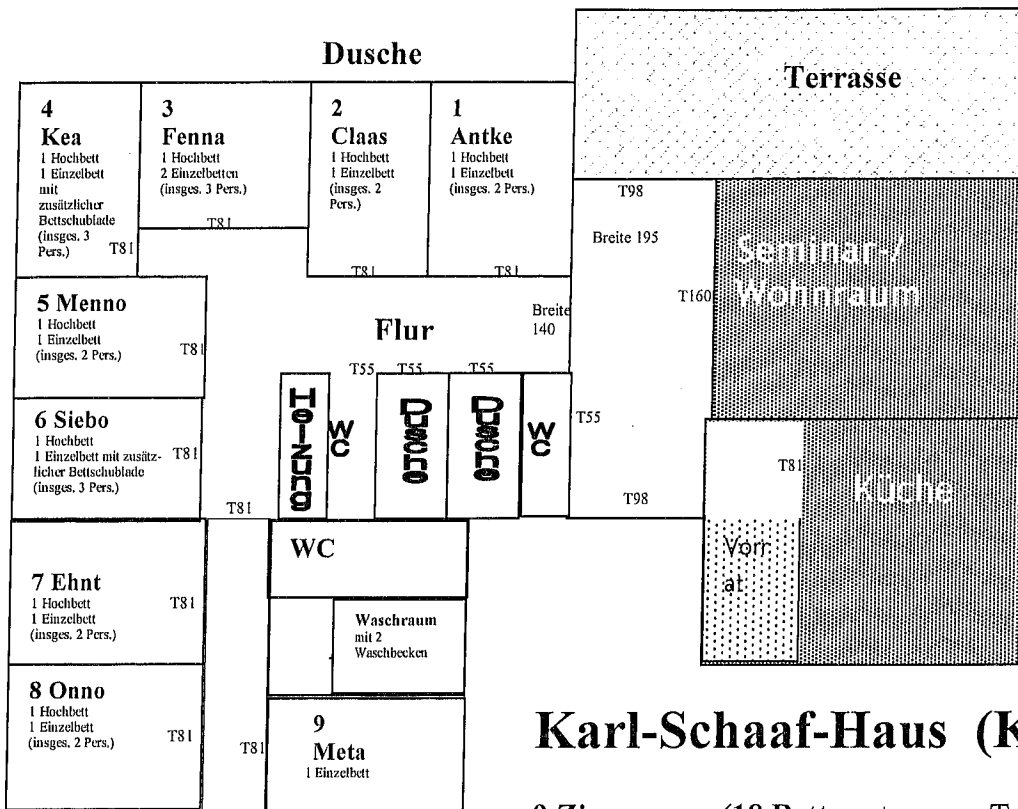 Dusche
Terrasse
4
Kea
1 Hochbett
1 Einzelbett
mit
zusätzlicher
Bettschublade
(insges. 3
Pers.)
T81
3
Fenna
1 Hochbett
2 Einzelbetten
(insges. 3 Pers.)
T81
2
Claas
1 Hochbett
1 Einzelbett
(insges. 2
Pers.)
T81
1
Antke
1 Hochbett
1 Einzelbett
(insges. 2 Pers.)
T81
T98
Breite 195
T160
Seminar-/
Wohnraum
5 Menno
1 Hochbett
1 Einzelbett
(insges. 2 Pers.)
T81
Flur
Breite
140
T55
T55
T55
Heizung
WC
Dusche
Dusche
WC
T55
T98
6 Siebo
1 Hochbett
1 Einzelbett mit zusätz-
licher Bettschublade
(insges. 3 Pers.)
T81
T81
T81
Küche
Vorr
at
7 Ehnt
1 Hochbett
1 Einzelbett
(insges. 2 Pers.)
T81
WC
Waschraum
mit 2
Waschbecken
8 Onno
1 Hochbett
1 Einzelbett
(insges. 2 Pers.)
T81
T81
9
Meta
1 Einzelbett
Karl-Schaaf-Haus (K